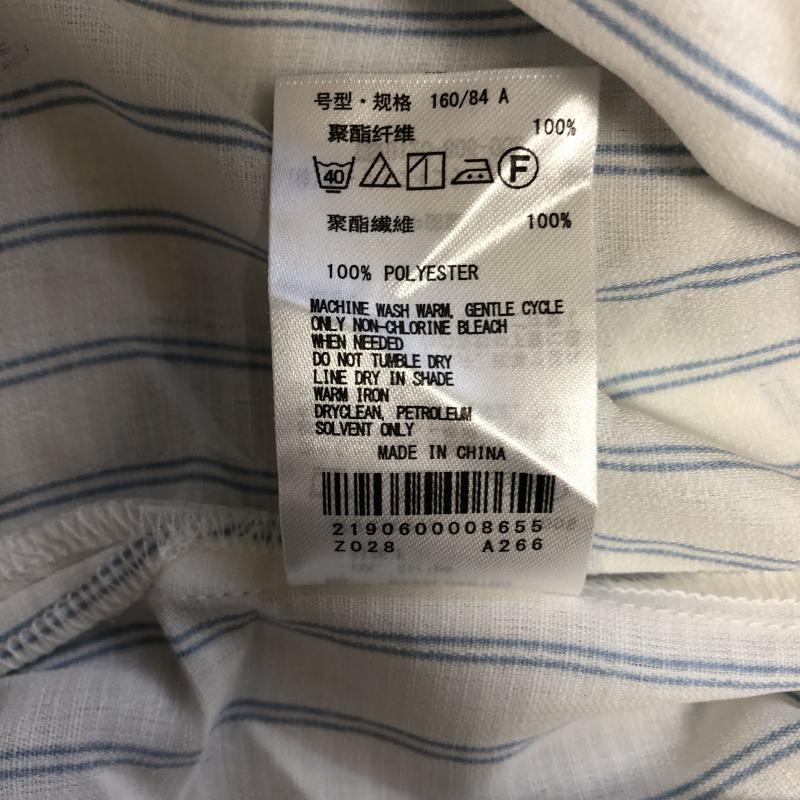 号型·规格 160/84 A
聚酯纤维 100%
40 F
聚酯纖維 100%
100% POLYESTER
MACHINE WASH WARM, GENTLE CYCLE
ONLY NON-CHLORINE BLEACH
WHEN NEEDED
DO NOT TUMBLE DRY
LINE DRY IN SHADE
WARM IRON
DRYCLEAN, PETROLEUM
SOLVENT ONLY
MADE IN CHINA
2190600008655
Z028 A266